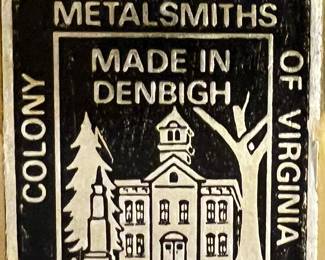 METALSMITHS
COLONY
MADE IN
DENBIGH
OF VIRGINIA